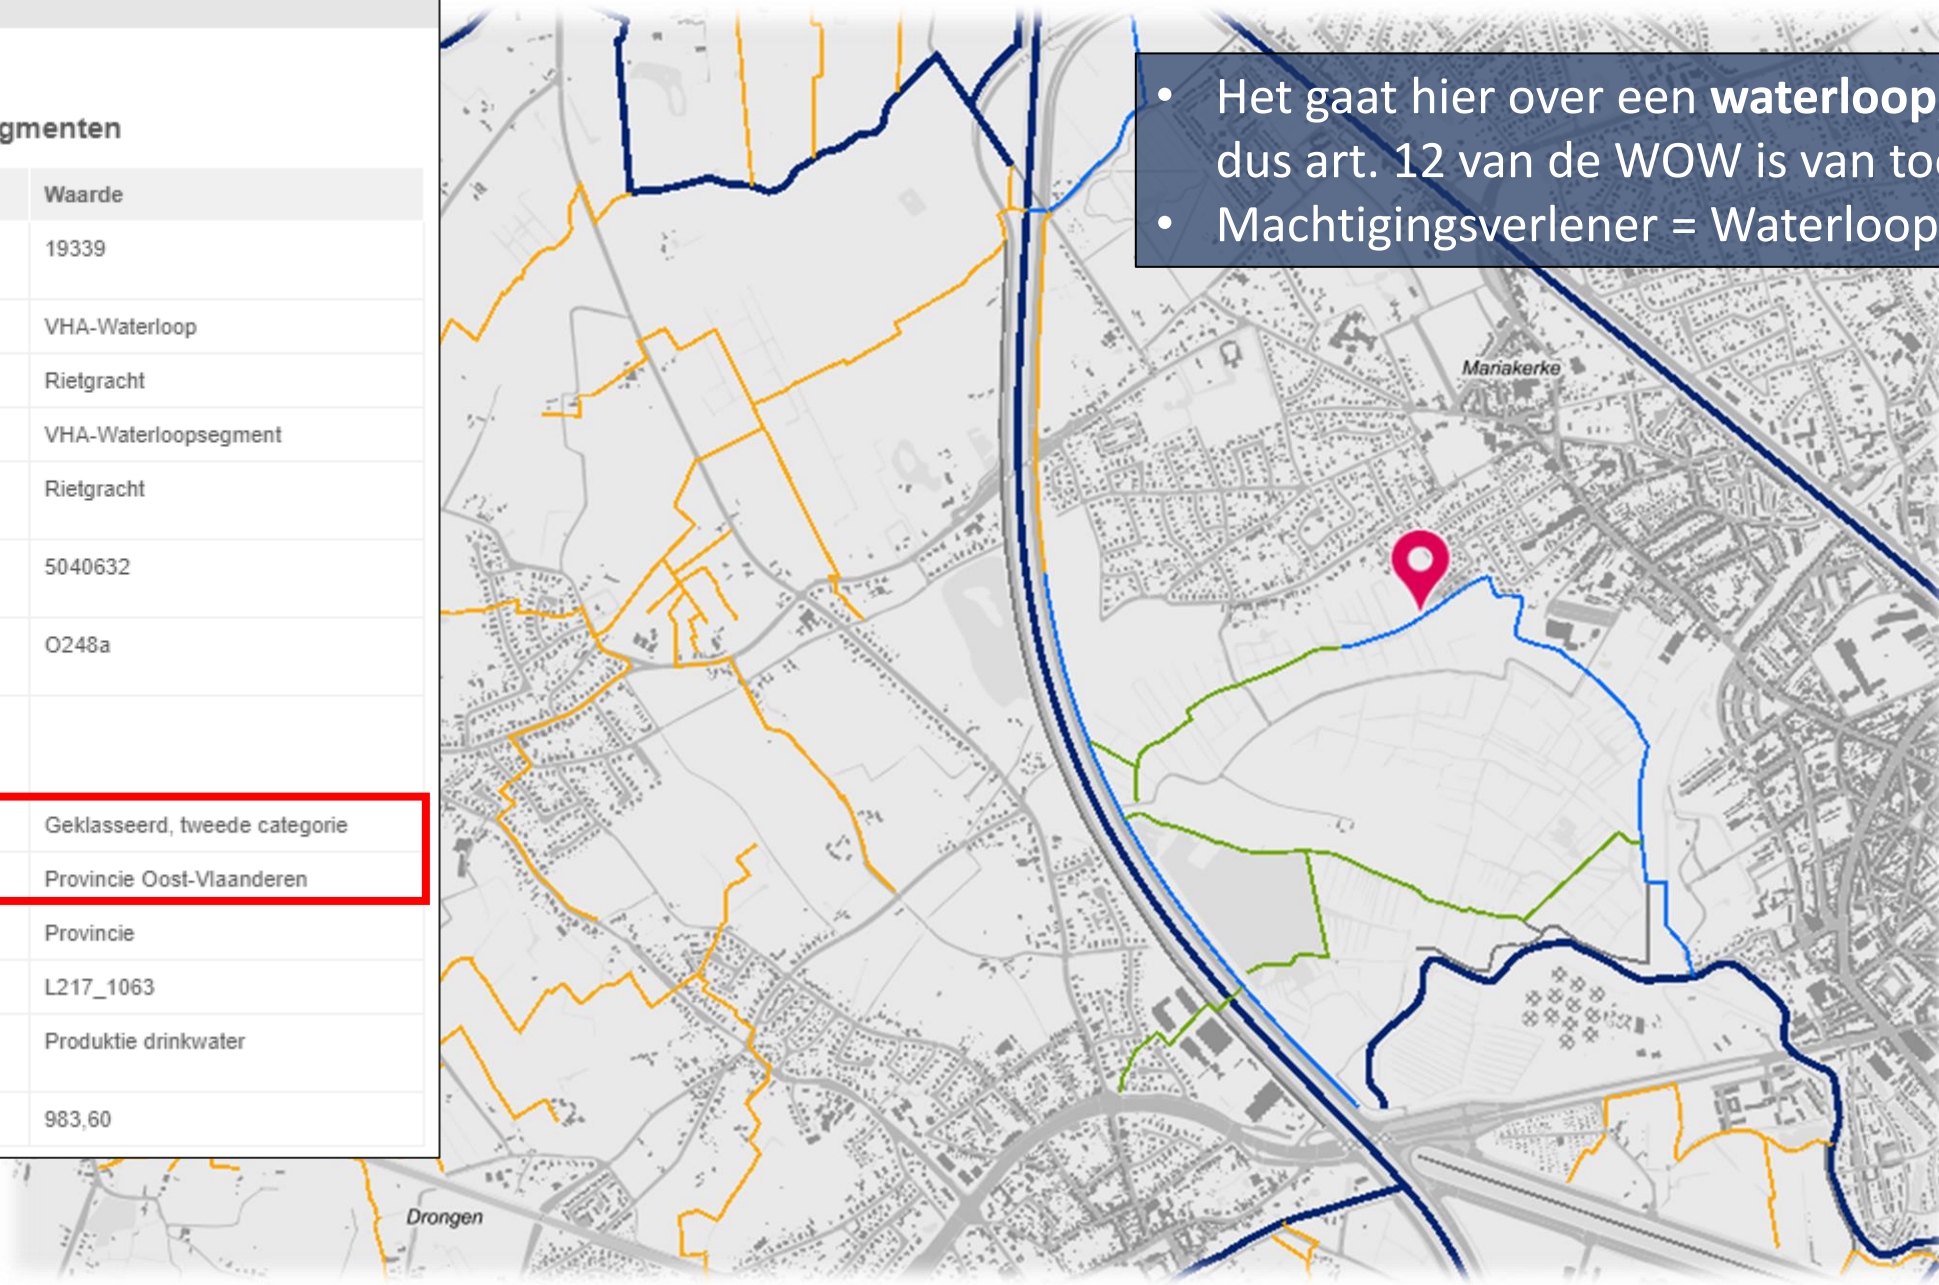 gmenten
Waarde
19339
VHA-Waterloop
Rietgracht
VHA-Waterloopsegment
Rietgracht
5040632
O248a
Geklasseerd, tweede categorie
Provincie Oost-Vlaanderen
Provincie
L217_1063
Produktie drinkwater
983,60
• Het gaat hier over een waterloop
dus art. 12 van de WOW is van toe
• Machtigingsverlener = Waterloop
Mariakerke
Drongen